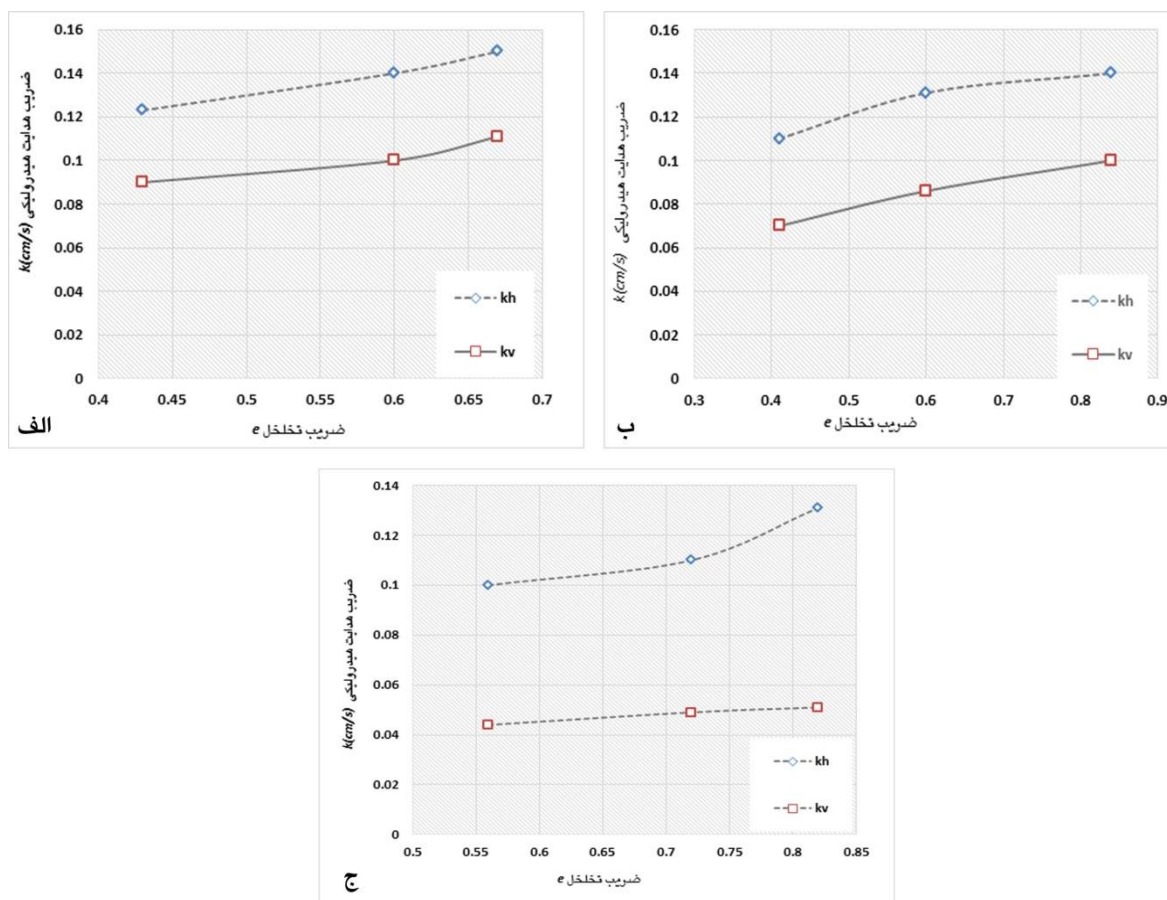 0.16
0.14
0.12
0.1
0.08
0.06
0.04
0.02
0
0.4 0.45 0.5 0.55 0.6 0.65 0.7
ضریب هدایت هیدرولیکی k(cm/s)
ضریب تخلخل e
kh
kv
الف
0.16
0.14
0.12
0.1
0.08
0.06
0.04
0.02
0
0.3 0.4 0.5 0.6 0.7 0.8 0.9
ضریب هدایت هیدرولیکی k(cm/s)
ضریب تخلخل e
kh
kv
ب
0.14
0.12
0.1
0.08
0.06
0.04
0.02
0
0.5 0.55 0.6 0.65 0.7 0.75 0.8 0.85
ضریب هدایت هیدرولیکی k(cm/s)
ضریب تخلخل e
kh
kv
ج